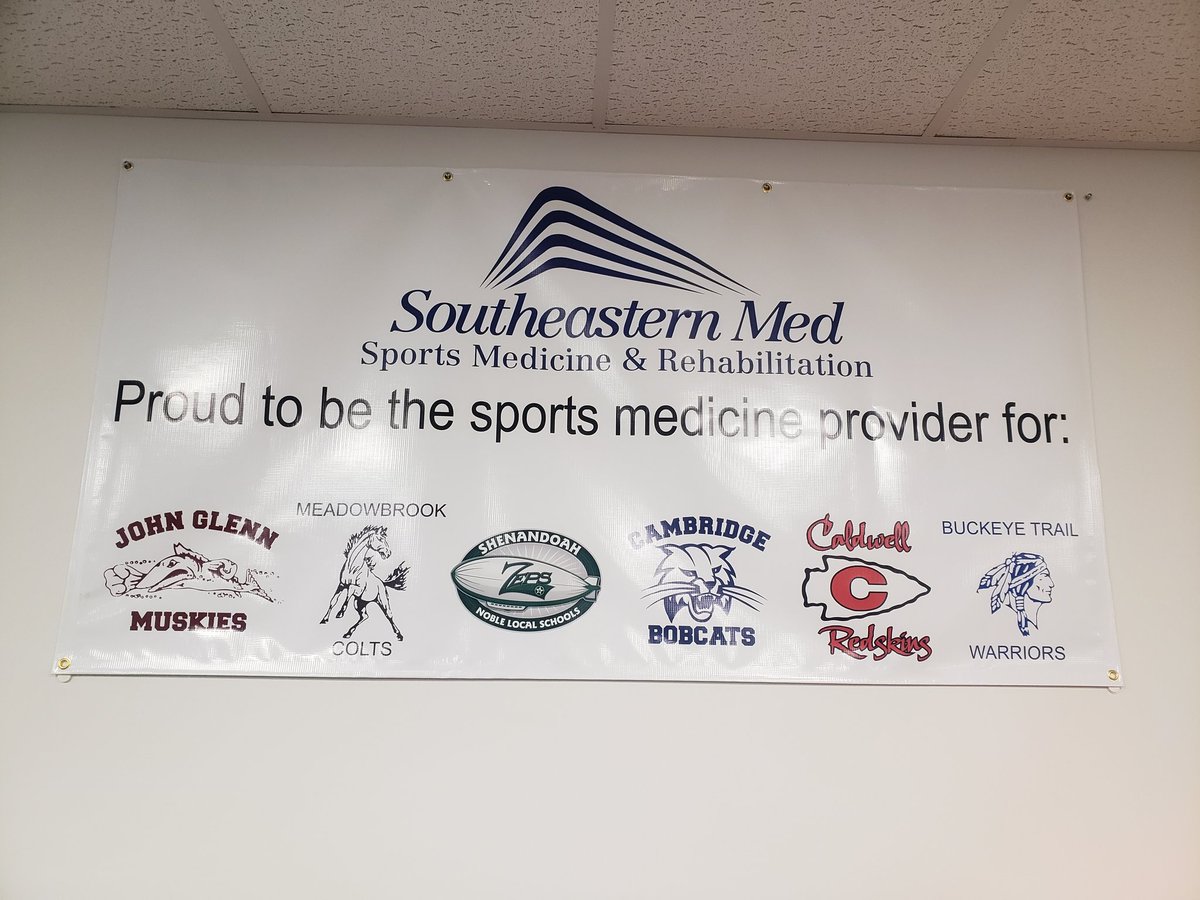 Southeastern Med
Sports Medicine & Rehabilitation
Proud to be the sports medicine provider for:
JOHN GLENN
MUSKIES
MEADOWBROOK
COLTS
SHENANDOAH
ZEPS
NOBLE LOCAL SCHOOLS
CAMBRIDGE
BOBCATS
Caldwell
C
Redskins
BUCKEYE TRAIL
WARRIORS